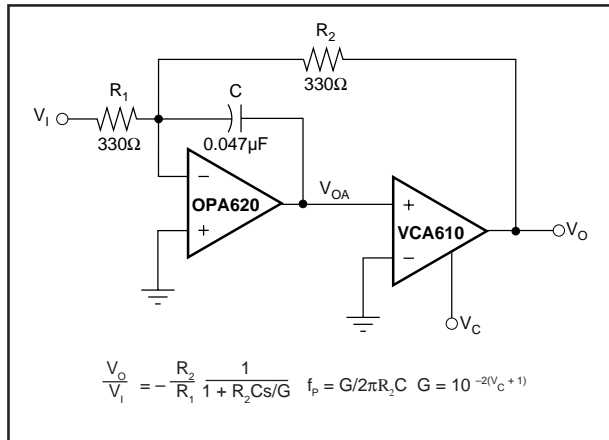 R2
330Ω
R1
C
VI
330Ω
0.047µF
−
OPA620
+
VOA
+
VCA610
−
VO
VC
VO/VI = − R2/R1 1/(1 + R2Cs/G) fP = G/2πR2C G = 10 −2(VC + 1)